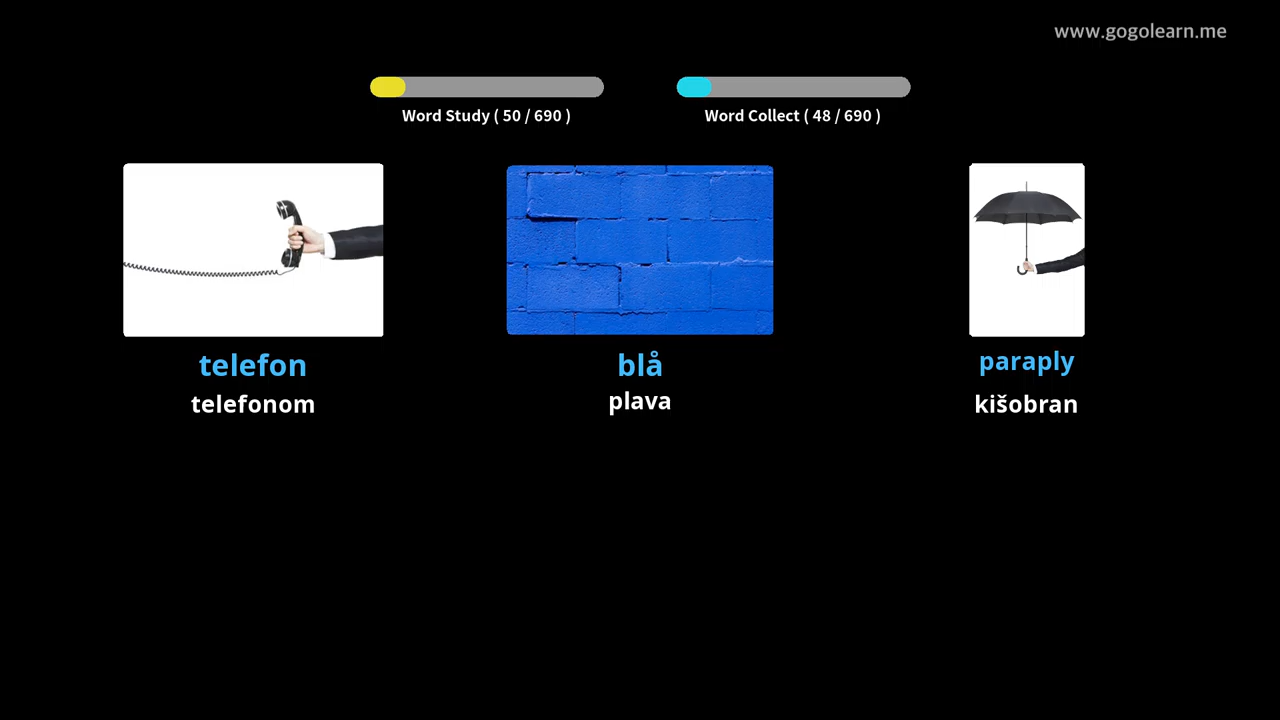 www.gogolearn.me
Word Study ( 50 / 690 )
Word Collect ( 48 / 690 )
telefon
telefonom
blå
plava
paraply
kišobran